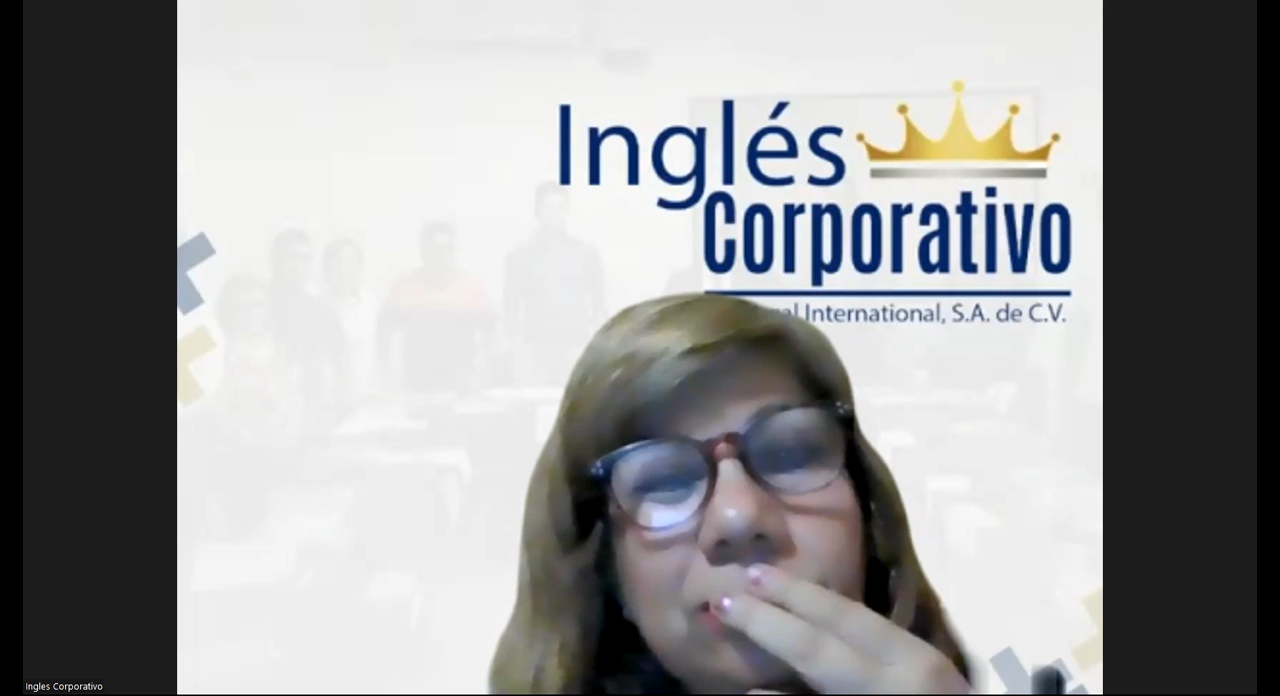 Inglés
Corporativo
International, S.A. de C.V.
Ingles Corporativo